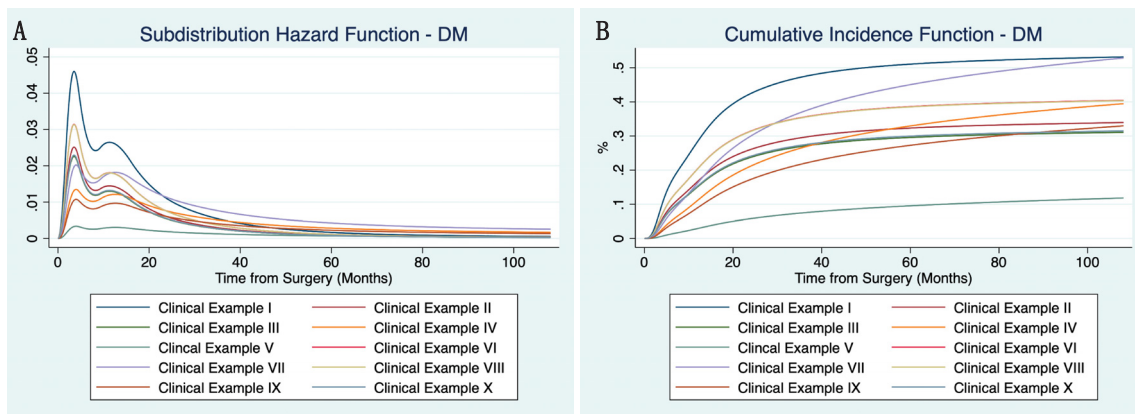 A
Subdistribution Hazard Function - DM
.05
.04
.03
.02
.01
0
0 20 40 60 80 100
Time from Surgery (Months)
Clinical Example I Clinical Example II
Clinical Example III Clinical Example IV
Clincal Example V Clinical Example VI
Clinical Example VII Clinical Example VIII
Clinical Example IX Clinical Example X
B
Cumulative Incidence Function - DM
%
.5
.4
.3
.2
.1
0
0 20 40 60 80 100
Time from Surgery (Months)
Clinical Example I Clinical Example II
Clinical Example III Clinical Example IV
Clincal Example V Clinical Example VI
Clinical Example VII Clinical Example VIII
Clinical Example IX Clinical Example X